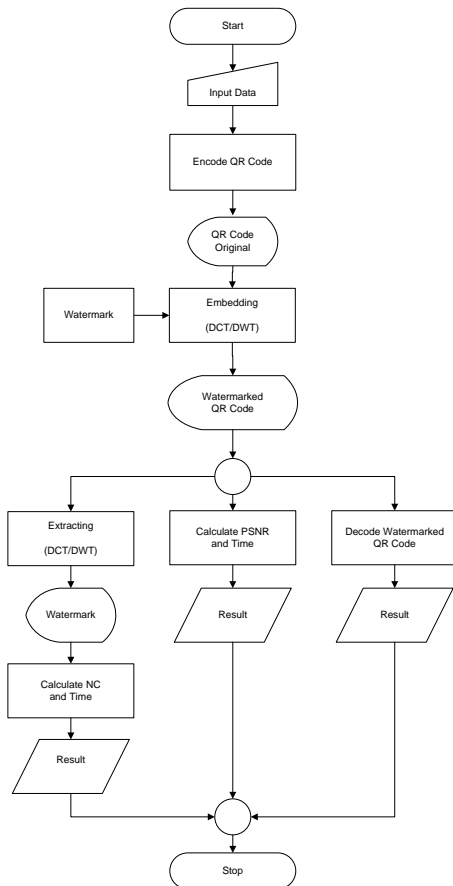 Start
Input Data
Encode QR Code
QR Code
Original
Watermark
Embedding
(DCT/DWT)
Watermarked
QR Code
Extracting
(DCT/DWT)
Calculate PSNR
and Time
Decode Watermarked
QR Code
Watermark
Result
Result
Calculate NC
and Time
Result
Stop